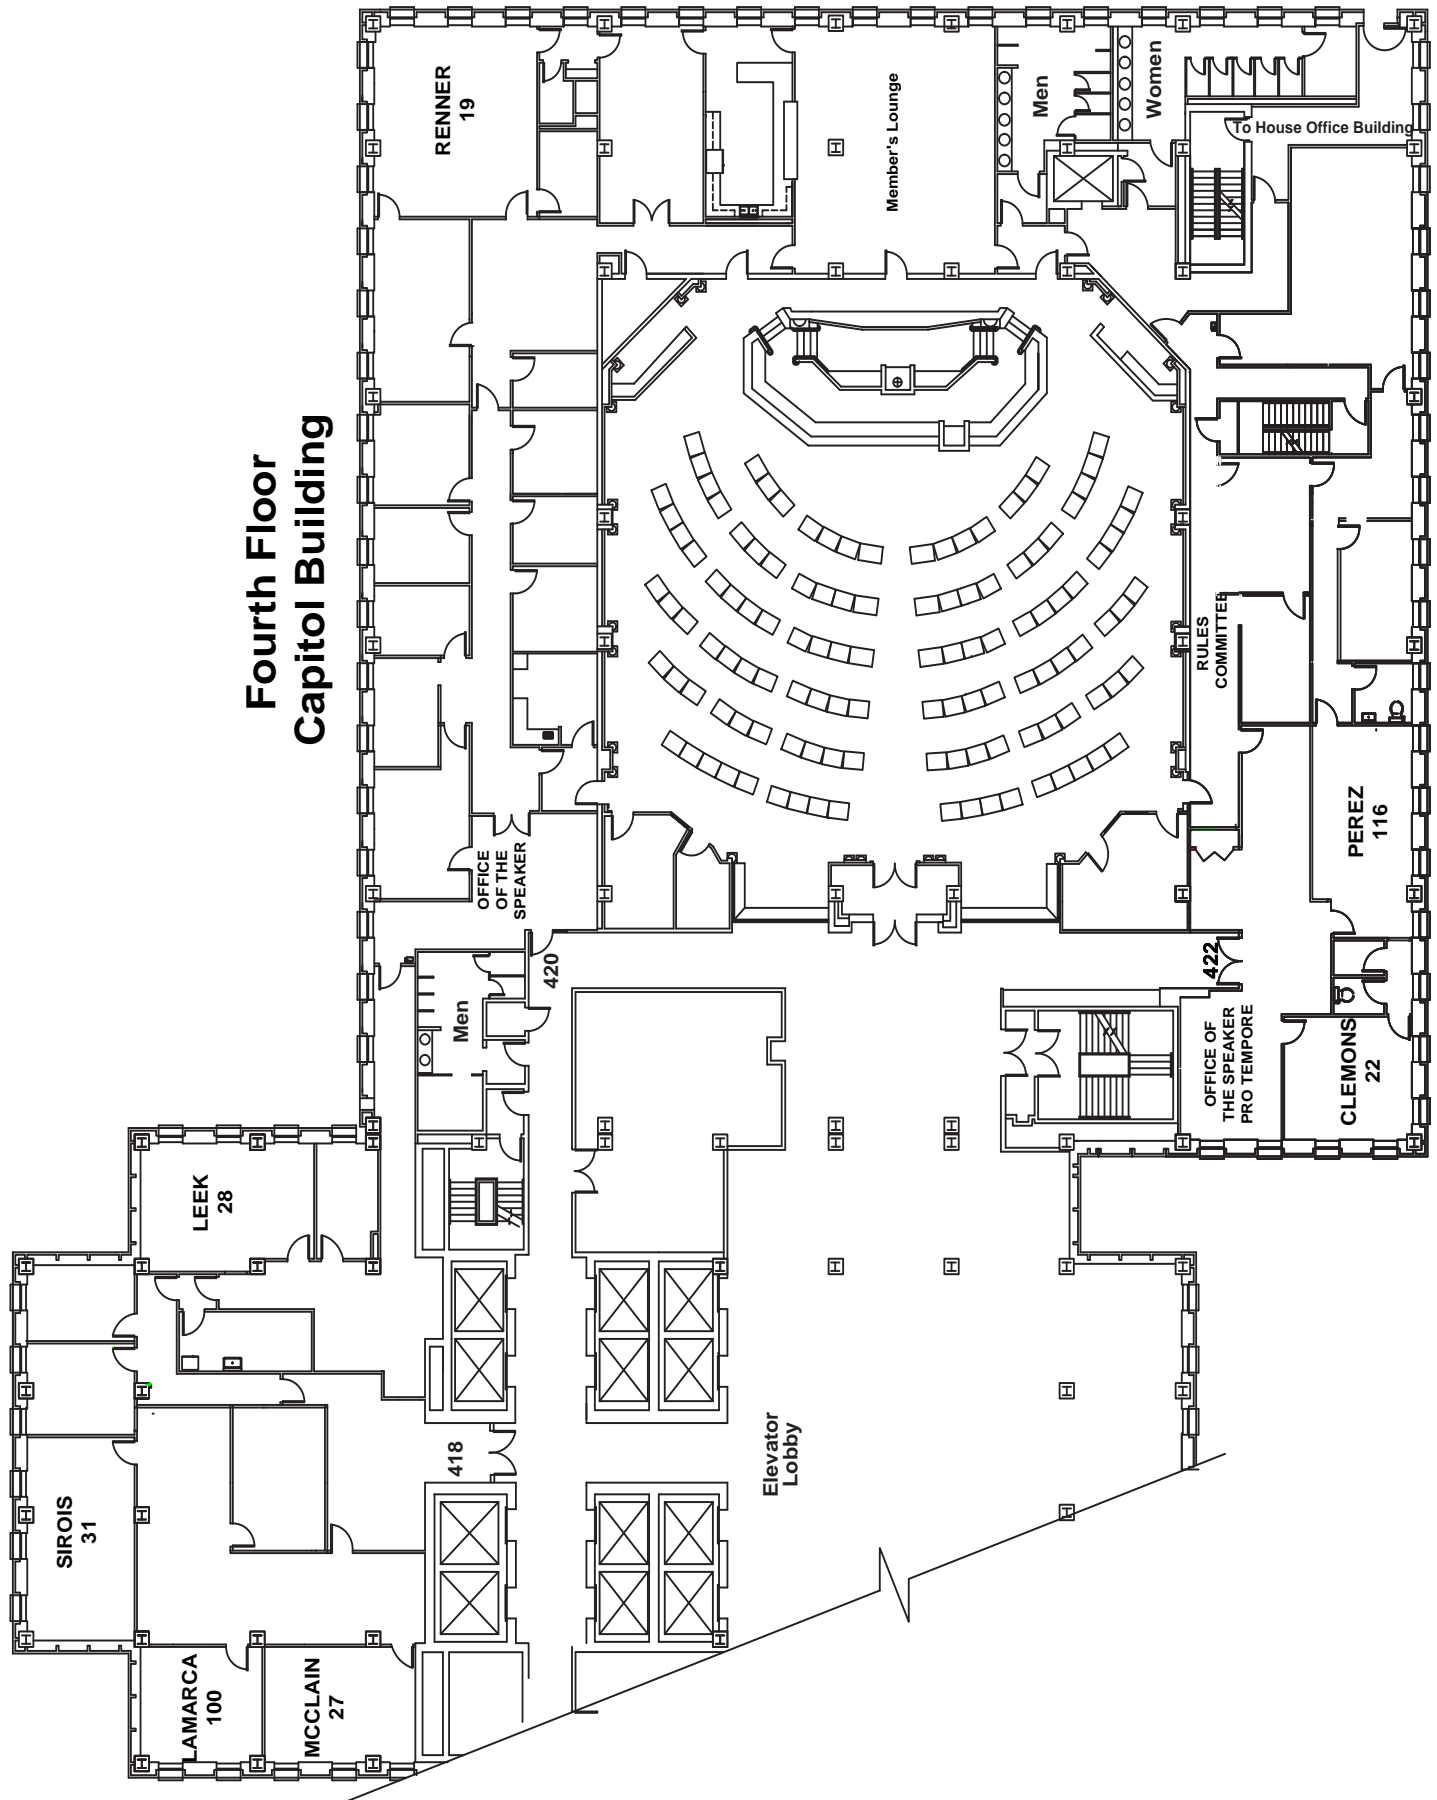 Fourth Floor
Capitol Building
RENNER
19
Member's Lounge
Men
Women
To House Office Building
RULES
COMMITTEE
PEREZ
116
OFFICE
OF THE
SPEAKER
420
422
Men
OFFICE OF
THE SPEAKER
PRO TEMPORE
CLEMONS
22
LEEK
28
418
Elevator
Lobby
SIROIS
31
LAMARCA
100
MCCLAIN
27